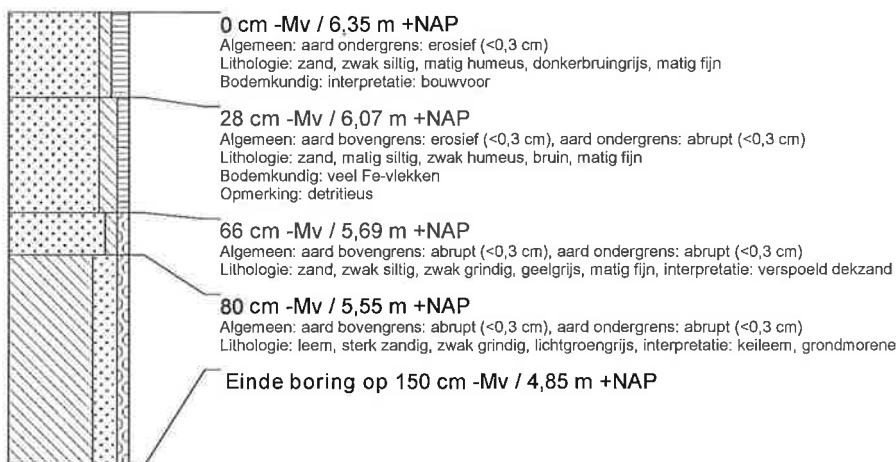 0 cm -Mv / 6,35 m +NAP
Algemeen: aard ondergrens: erosief (<0,3 cm)
Lithologie: zand, zwak siltig, matig humeus, donkerbruingrijs, matig fijn
Bodemkundig: interpretatie: bouwvoor
28 cm -Mv / 6,07 m +NAP
Algemeen: aard bovengrens: erosief (<0,3 cm), aard ondergrens: abrupt (<0,3 cm)
Lithologie: zand, matig siltig, zwak humeus, bruin, matig fijn
Bodemkundig: veel Fe-vlekken
Opmerking: detritieus
66 cm -Mv / 5,69 m +NAP
Algemeen: aard bovengrens: abrupt (<0,3 cm), aard ondergrens: abrupt (<0,3 cm)
Lithologie: zand, zwak siltig, zwak grindig, geelgrijs, matig fijn, interpretatie: verspoeld dekzand
80 cm -Mv / 5,55 m +NAP
Algemeen: aard bovengrens: abrupt (<0,3 cm), aard ondergrens: abrupt (<0,3 cm)
Lithologie: leem, sterk zandig, zwak grindig, lichtgroengrijs, interpretatie: keileem, grondmorene
Einde boring op 150 cm -Mv / 4,85 m +NAP